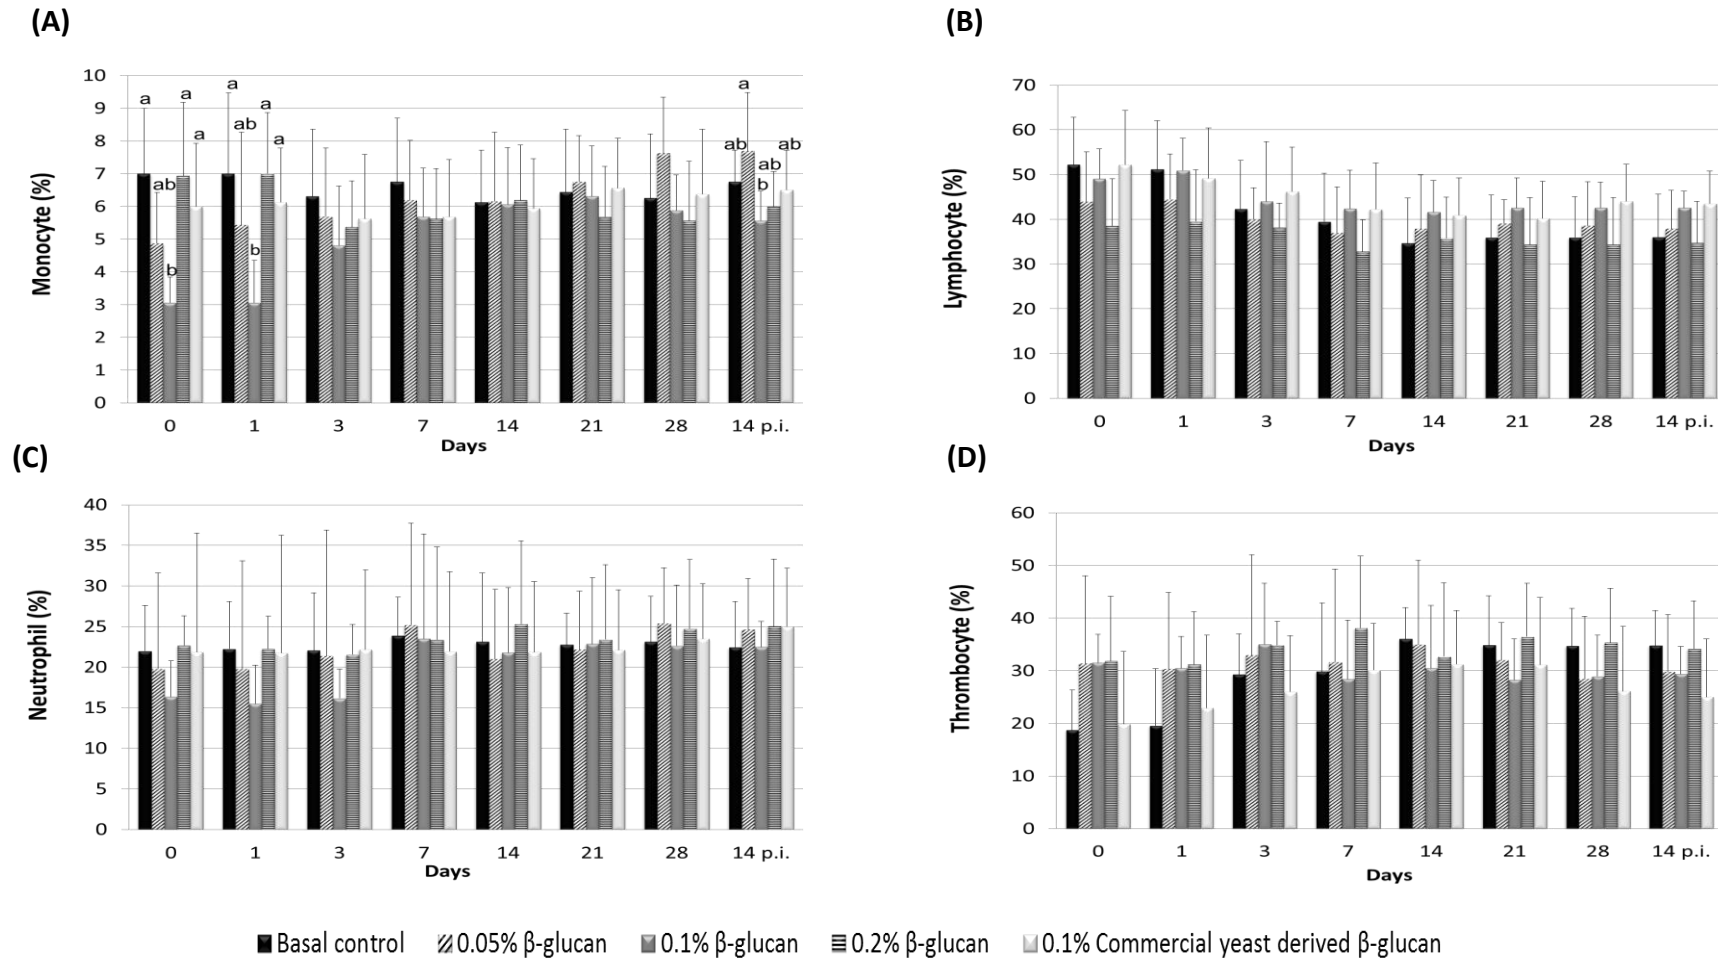 (A)
10
9
8
7
6
5
4
3
2
1
0
Monocyte (%)
a
ab
b
a
a
a
ab
b
a
a
ab
a
b
ab
ab
0 1 3 7 14 21 28 14 p.i.
Days
(B)
70
60
50
40
30
20
10
0
Lymphocyte (%)
0 1 3 7 14 21 28 14 p.i.
Days
(C)
40
35
30
25
20
15
10
5
0
Neutrophil (%)
0 1 3 7 14 21 28 14 p.i.
Days
(D)
60
50
40
30
20
10
0
Thrombocyte (%)
0 1 3 7 14 21 28 14 p.i.
Days
Basal control 0.05% β-glucan 0.1% β-glucan 0.2% β-glucan 0.1% Commercial yeast derived β-glucan